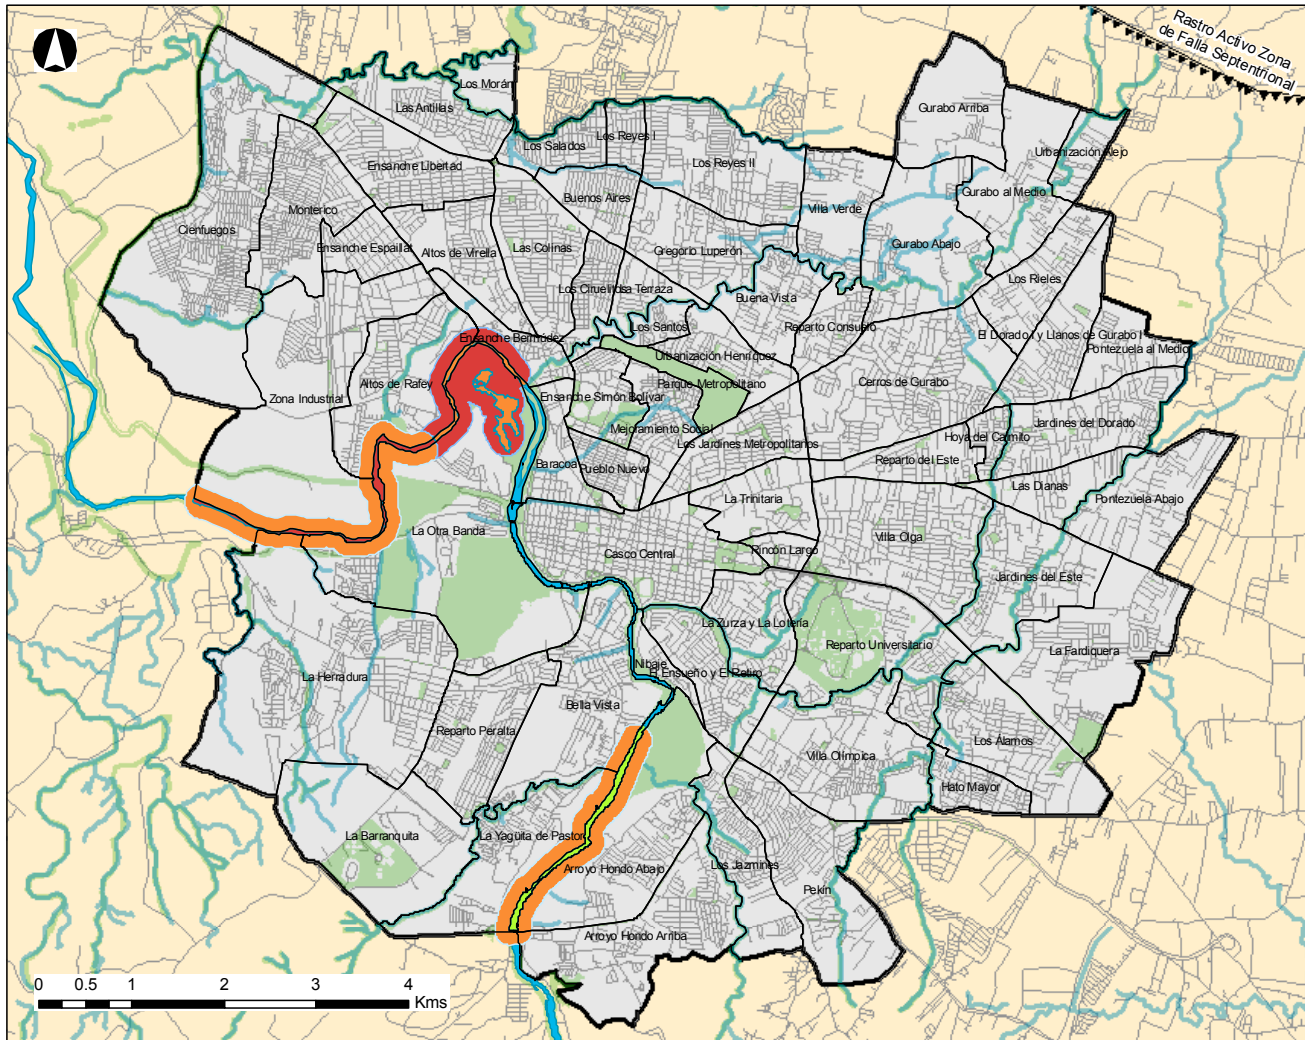 Rastro Activo Zona
de Falla Septentrional
Los Morán
Las Antillas
Gurabo Arriba
Los Reyes I
Los Salados
Urbanización Alejo
Ensanche Libertad
Los Reyes II
Gurabo al Medio
Buenos Aires
Monterico
Villa Verde
Cienfuegos
Ensanche Espaillat
Altos de Virella
Las Colinas
Gregorio Luperón
Gurabo Abajo
Los Rieles
Los Ciruelitos
La Terraza
Buena Vista
Los Santos
Reparto Consuelo
Ensanche Bermúdez
El Dorado I y Llanos de Gurabo I
Pontezuela al Medio
Urbanización Henríquez
Altos de Rafey
Parque Metropolitano
Cerros de Gurabo
Zona Industrial
Ensanche Simón Bolívar
Mejoramiento Social
Jardines del Dorado
Los Jardines Metropolitanos
Hoya del Caimito
Baracoa
Pueblo Nuevo
Reparto del Este
Las Dianas
La Trinitaria
Pontezuela Abajo
La Otra Banda
Villa Olga
Casco Central
Rincón Largo
Jardines del Este
La Zurza y La Lotería
Reparto Universitario
La Fardiquera
Nibaje
El Ensueño y El Retiro
La Herradura
Bella Vista
Reparto Peralta
Los Álamos
Villa Olímpica
Hato Mayor
La Barranquita
La Yagüita de Pastor
Arroyo Hondo Abajo
Los Jazmines
Pekín
Arroyo Hondo Arriba
0 0.5 1 2 3 4
Kms